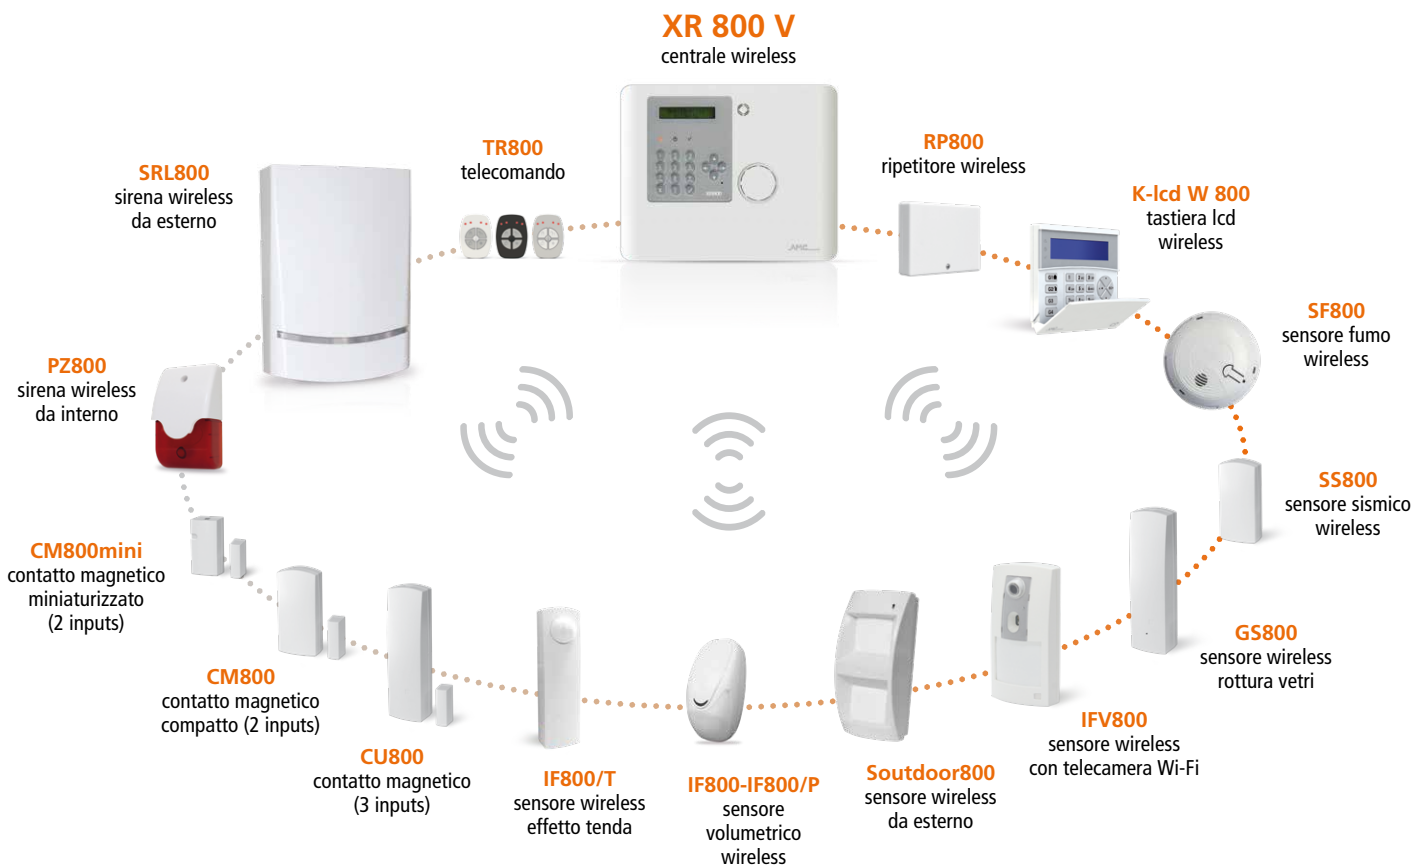 XR 800 V
centrale wireless
TR800
telecomando
RP800
ripetitore wireless
SRL800
sirena wireless
da esterno
K-lcd W 800
tastiera lcd
wireless
SF800
sensore fumo
wireless
PZ800
sirena wireless
da interno
SS800
sensore sismico
wireless
CM800mini
contatto magnetico
miniaturizzato
(2 inputs)
GS800
sensore wireless
rottura vetri
CM800
contatto magnetico
compatto (2 inputs)
IFV800
sensore wireless
con telecamera Wi-Fi
CU800
contatto magnetico
(3 inputs)
IF800/T
sensore wireless
effetto tenda
IF800-IF800/P
sensore
volumetrico
wireless
Soutdoor800
sensore wireless
da esterno